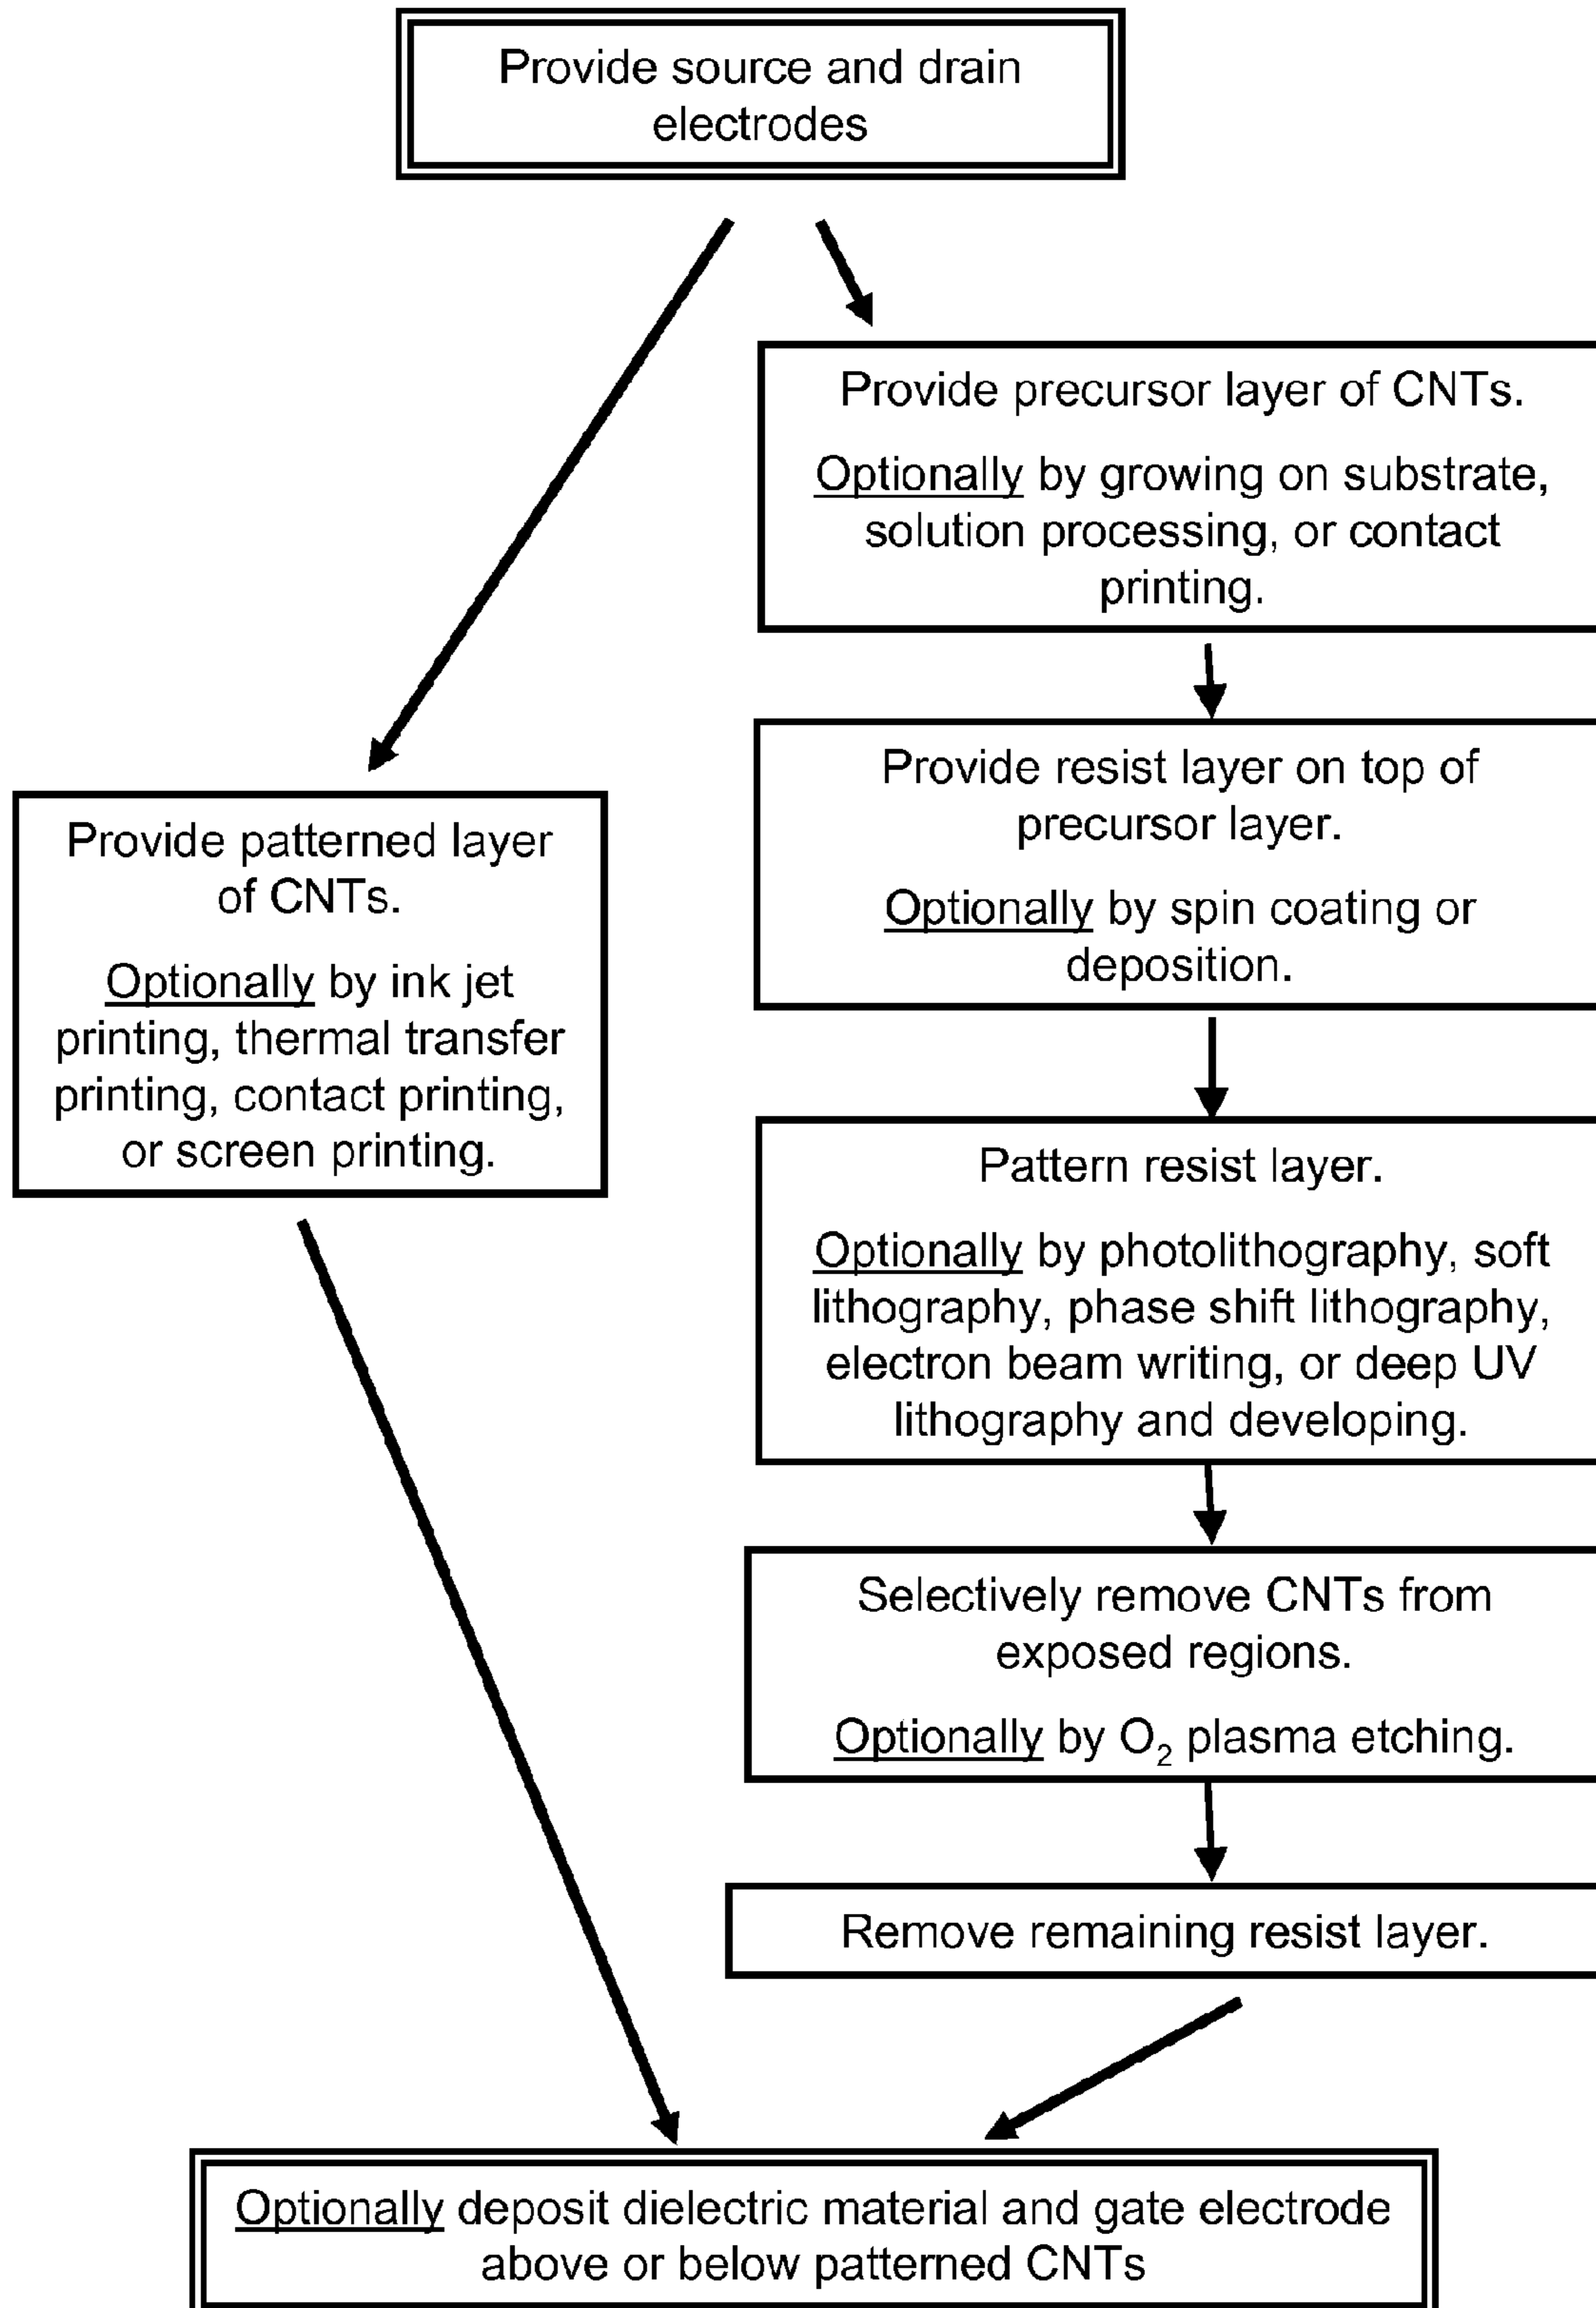 Provide source and drain
electrodes
Provide precursor layer of CNTs.
Optionally by growing on substrate,
solution processing, or contact
printing.
Provide resist layer on top of
precursor layer.
Optionally by spin coating or
deposition.
Provide patterned layer
of CNTs.
Optionally by ink jet
printing, thermal transfer
printing, contact printing,
or screen printing.
Pattern resist layer.
Optionally by photolithography, soft
lithography, phase shift lithography,
electron beam writing, or deep UV
lithography and developing.
Selectively remove CNTs from
exposed regions.
Optionally by O₂ plasma etching.
Remove remaining resist layer.
Optionally deposit dielectric material and gate electrode
above or below patterned CNTs